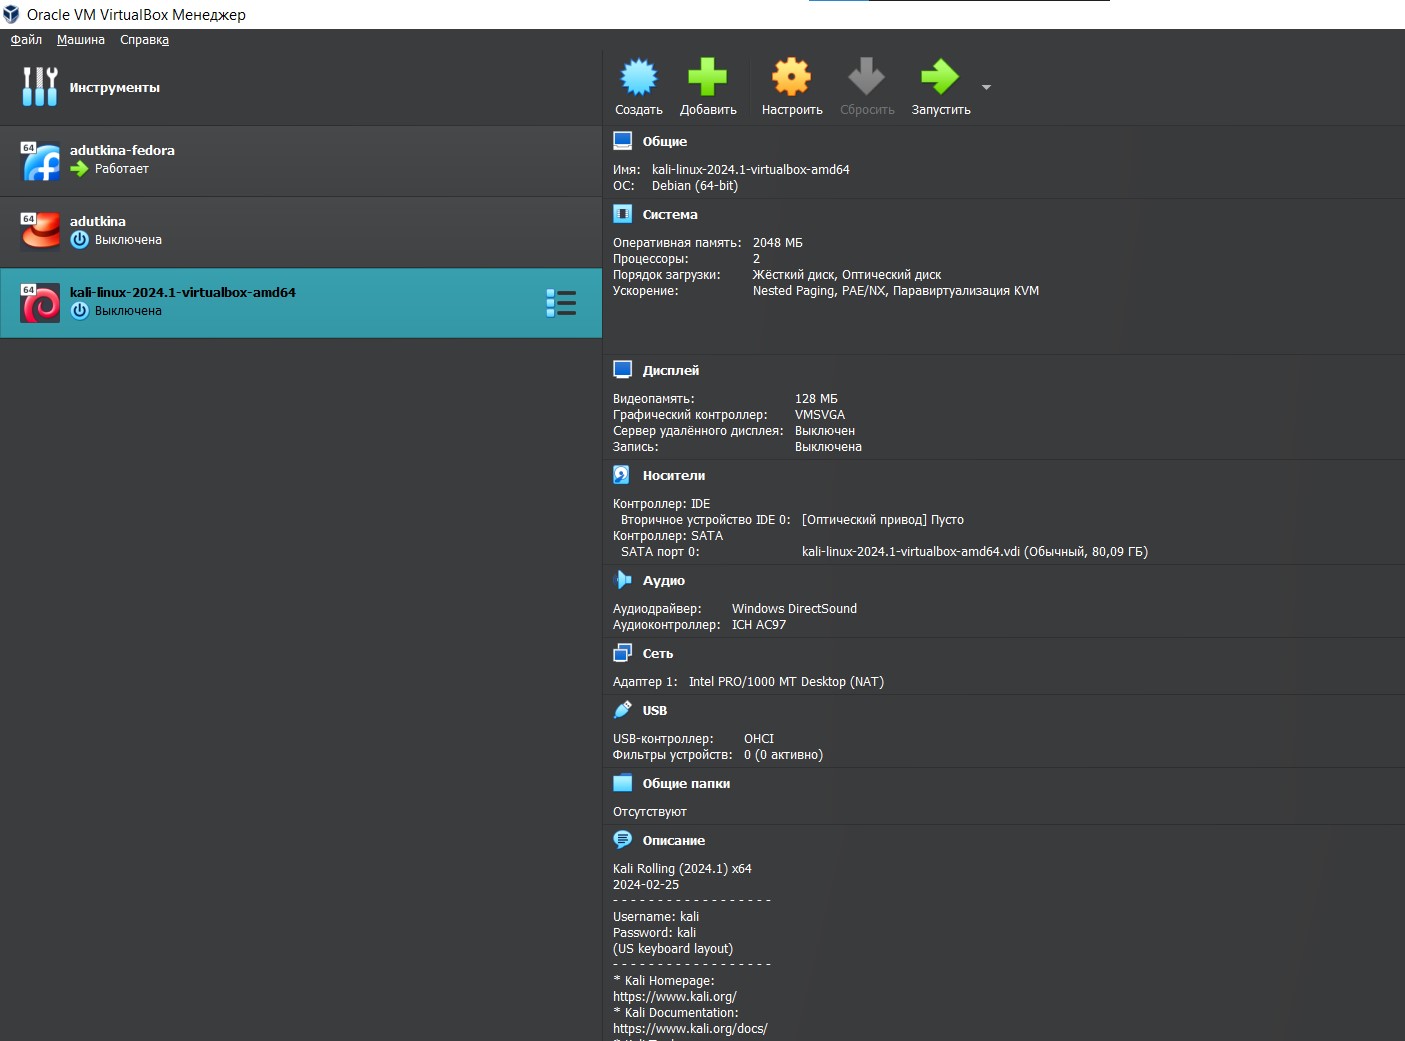 Oracle VM VirtualBox Менеджер
Файл Машина Справка
Инструменты
64
adutkina-fedora
Работает
64
adutkina
Выключена
64
kali-linux-2024.1-virtualbox-amd64
Выключена
Создать Добавить Настроить Сбросить Запустить
Общие
Имя: kali-linux-2024.1-virtualbox-amd64
ОС: Debian (64-bit)
Система
Оперативная память: 2048 МБ
Процессоры: 2
Порядок загрузки: Жёсткий диск, Оптический диск
Ускорение: Nested Paging, PAE/NX, Паравиртуализация KVM
Дисплей
Видеопамять: 128 МБ
Графический контроллер: VMSVGA
Сервер удалённого дисплея: Выключен
Запись: Выключена
Носители
Контроллер: IDE
Вторичное устройство IDE 0: [Оптический привод] Пусто
Контроллер: SATA
SATA порт 0: kali-linux-2024.1-virtualbox-amd64.vdi (Обычный, 80,09 ГБ)
Аудио
Аудиодрайвер: Windows DirectSound
Аудиоконтроллер: ICH AC97
Сеть
Адаптер 1: Intel PRO/1000 MT Desktop (NAT)
USB
USB-контроллер: OHCI
Фильтры устройств: 0 (0 активно)
Общие папки
Отсутствуют
Описание
Kali Rolling (2024.1) x64
2024-02-25
- - - - - - - - - - - - - - - - - -
Username: kali
Password: kali
(US keyboard layout)
- - - - - - - - - - - - - - - - - -
* Kali Homepage:
https://www.kali.org/
* Kali Documentation:
https://www.kali.org/docs/